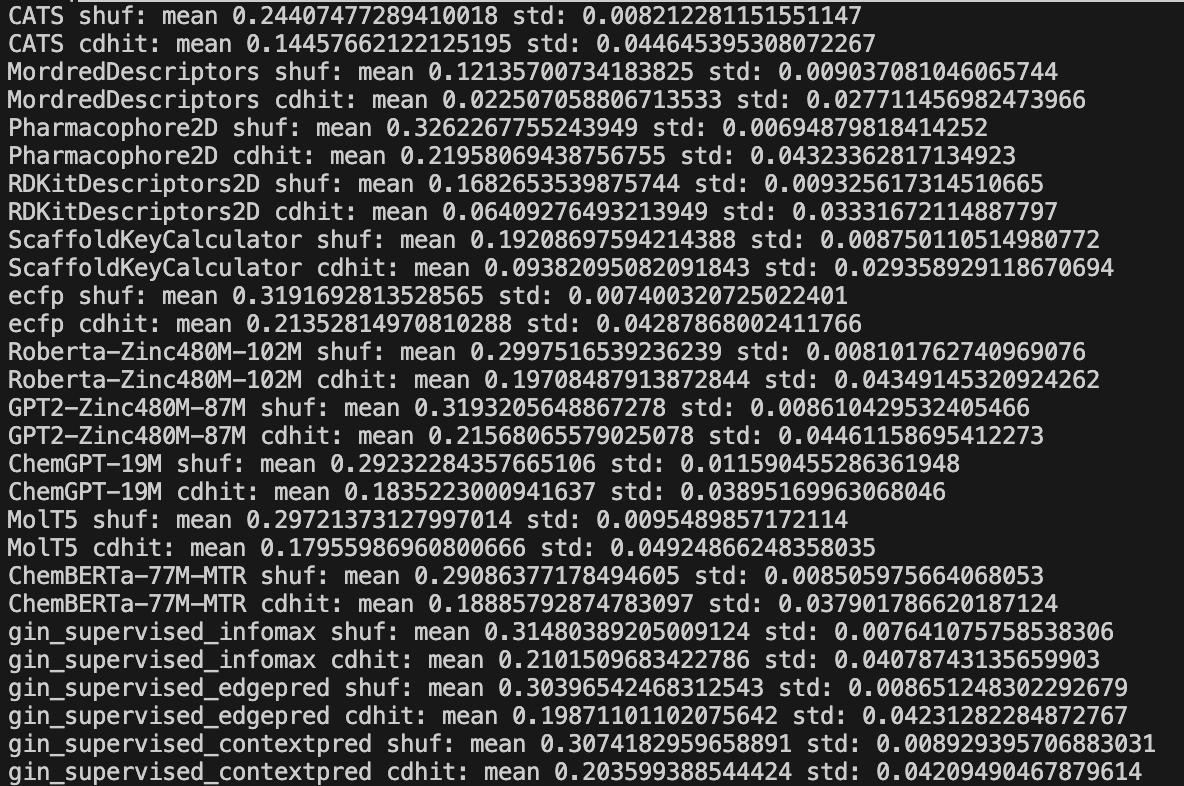 CATS shuf: mean 0.24407477289410018 std: 0.008212281151551147
CATS cdhit: mean 0.14457662122125195 std: 0.044645395308072267
MordredDescriptors shuf: mean 0.12135700734183825 std: 0.009037081046065744
MordredDescriptors cdhit: mean 0.022507058806713533 std: 0.027711456982473966
Pharmacophore2D shuf: mean 0.3262267755243949 std: 0.00694879818414252
Pharmacophore2D cdhit: mean 0.21958069438756755 std: 0.04323362817134923
RDKitDescriptors2D shuf: mean 0.1682653539875744 std: 0.009325617314510665
RDKitDescriptors2D cdhit: mean 0.06409276493213949 std: 0.03331672114887797
ScaffoldKeyCalculator shuf: mean 0.19208697594214388 std: 0.008750110514980772
ScaffoldKeyCalculator cdhit: mean 0.09382095082091843 std: 0.029358929118670694
ecfp shuf: mean 0.3191692813528565 std: 0.007400320725022401
ecfp cdhit: mean 0.21352814970810288 std: 0.04287868002411766
Roberta-Zinc480M-102M shuf: mean 0.2997516539236239 std: 0.008101762740969076
Roberta-Zinc480M-102M cdhit: mean 0.19708487913872844 std: 0.04349145320924262
GPT2-Zinc480M-87M shuf: mean 0.3193205648867278 std: 0.008610429532405466
GPT2-Zinc480M-87M cdhit: mean 0.21568065579025078 std: 0.04461158695412273
ChemGPT-19M shuf: mean 0.29232284357665106 std: 0.011590455286361948
ChemGPT-19M cdhit: mean 0.1835223000941637 std: 0.03895169963068046
MolT5 shuf: mean 0.29721373127997014 std: 0.0095489857172114
MolT5 cdhit: mean 0.17955986960800666 std: 0.04924866248358035
ChemBERTa-77M-MTR shuf: mean 0.29086377178494605 std: 0.008505975664068053
ChemBERTa-77M-MTR cdhit: mean 0.18885792874783097 std: 0.037901786620187124
gin_supervised_infomax shuf: mean 0.31480389205009124 std: 0.007641075758538306
gin_supervised_infomax cdhit: mean 0.2101509683422786 std: 0.04078743135659903
gin_supervised_edgepred shuf: mean 0.30396542468312543 std: 0.008651248302292679
gin_supervised_edgepred cdhit: mean 0.19871101102075642 std: 0.04231282284872767
gin_supervised_contextpred shuf: mean 0.3074182959658891 std: 0.008929395706883031
gin_supervised_contextpred cdhit: mean 0.203599388544424 std: 0.04209490467879614